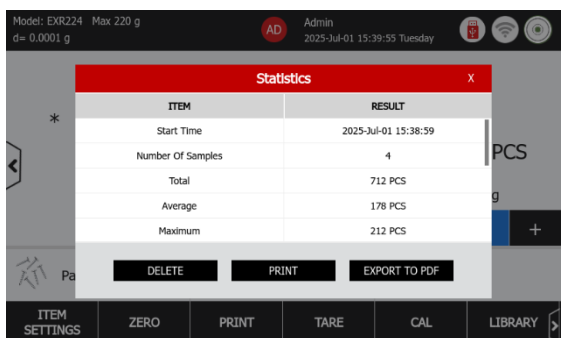 Model: EXR224 Max 220 g
d= 0.0001 g
AD
Admin
2025-Jul-01 15:39:55 Tuesday
Statistics
X
ITEM RESULT
Start Time 2025-Jul-01 15:38:59
Number Of Samples 4
Total 712 PCS
Average 178 PCS
Maximum 212 PCS
DELETE PRINT EXPORT TO PDF
*
PCS
g
+
Pa
ITEM
SETTINGS
ZERO
PRINT
TARE
CAL
LIBRARY